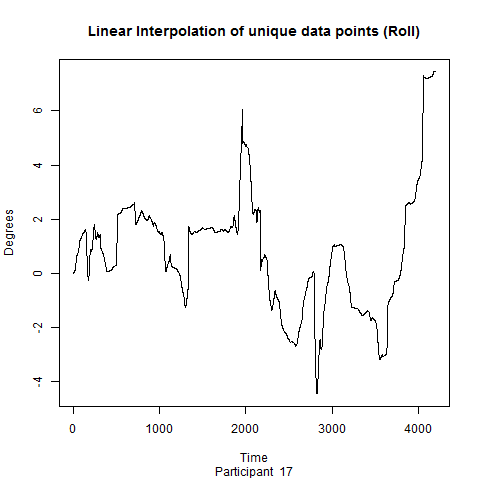 Linear Interpolation of unique data points (Roll)
Degrees
6
4
2
0
-2
-4
0 1000 2000 3000 4000
Time
Participant 17